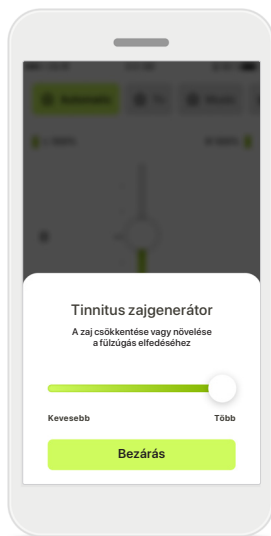 Tinnitus zajgenerátor
A zaj csökkentése vagy növelése
a fülzúgás elfedéséhez
Kevesebb Több
Bezárás